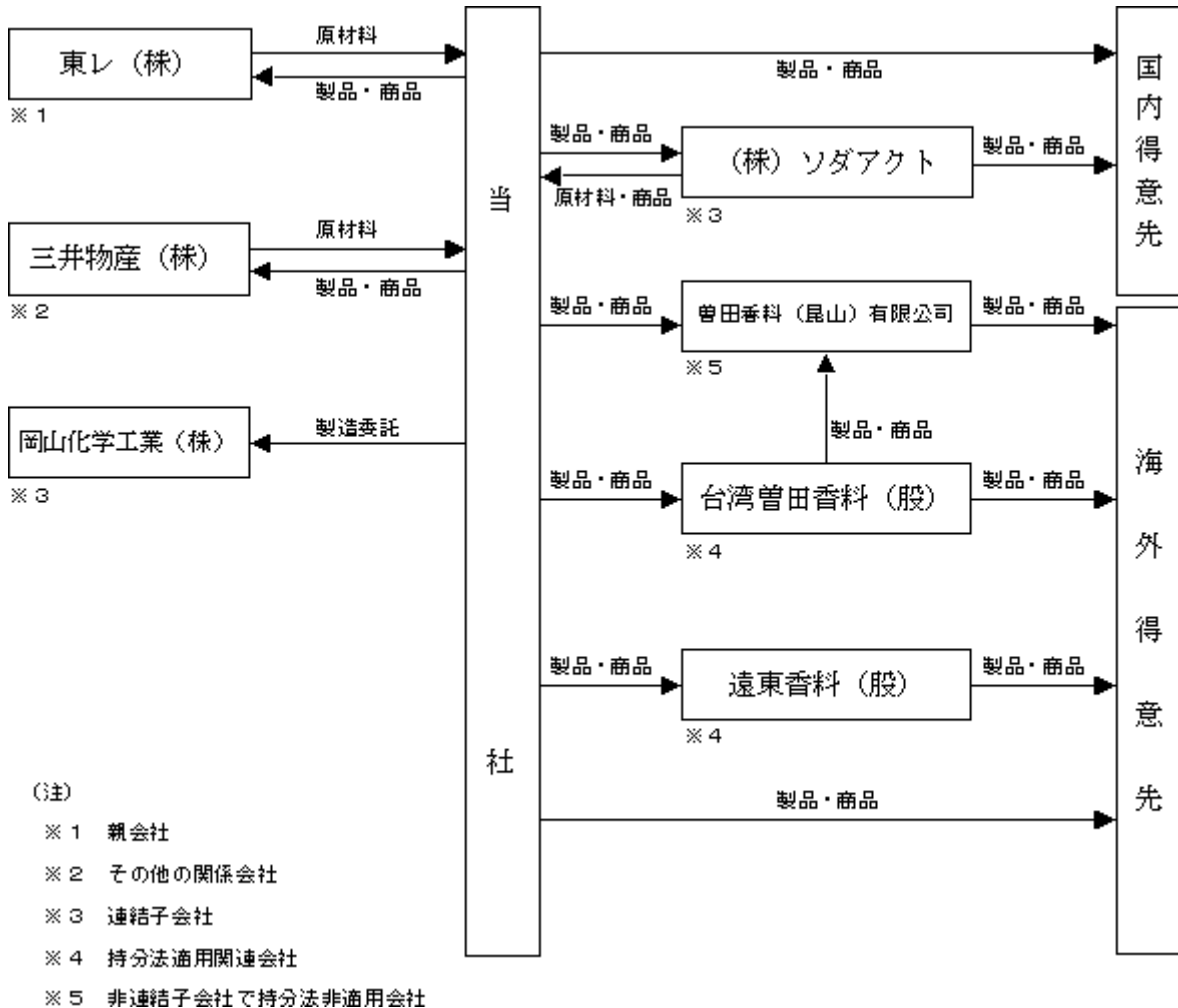 東レ（株）
※１
原材料
製品・商品
三井物産（株）
※２
原材料
製品・商品
岡山化学工業（株）
※３
製造委託
当社
製品・商品
製品・商品
原材料・商品
（株）ソダアクト
※３
製品・商品
製品・商品
曽田香料（昆山）有限公司
※５
製品・商品
製品・商品
製品・商品
台湾曽田香料（股）
※４
製品・商品
製品・商品
遠東香料（股）
※４
製品・商品
製品・商品
国内得意先
海外得意先
（注）
※１　親会社
※２　その他の関係会社
※３　連結子会社
※４　持分法適用関連会社
※５　非連結子会社で持分法非適用会社